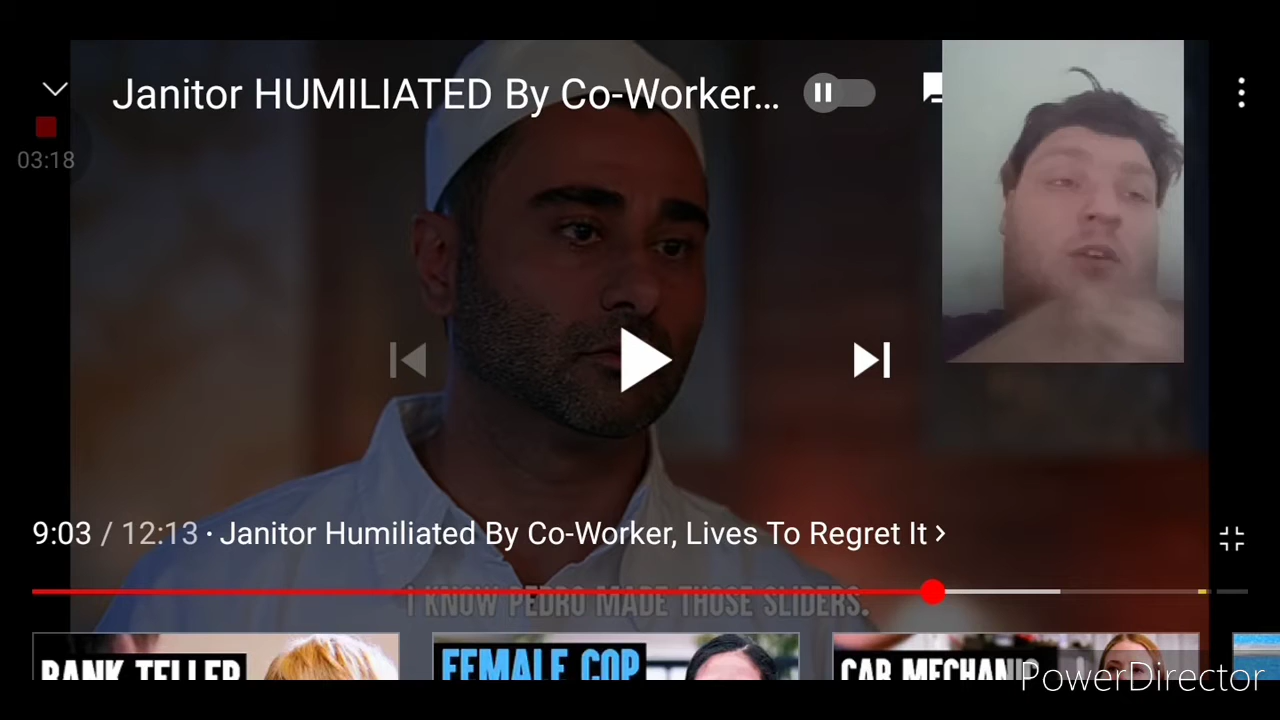 Janitor HUMILIATED By Co-Worker...
03:18
9:03 / 12:13 · Janitor Humiliated By Co-Worker, Lives To Regret It >
I KNOW PEDRO MADE THOSE SLIDERS.
BANK TELLER
FEMALE COP
CAR MECHANI
PowerDirector